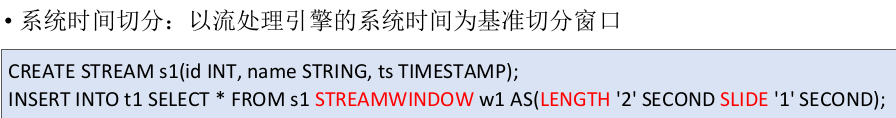 • 系统时间切分：以流处理引擎的系统时间为基准切分窗口
CREATE STREAM s1(id INT, name STRING, ts TIMESTAMP);
INSERT INTO t1 SELECT * FROM s1 STREAMWINDOW w1 AS(LENGTH '2' SECOND SLIDE '1' SECOND);